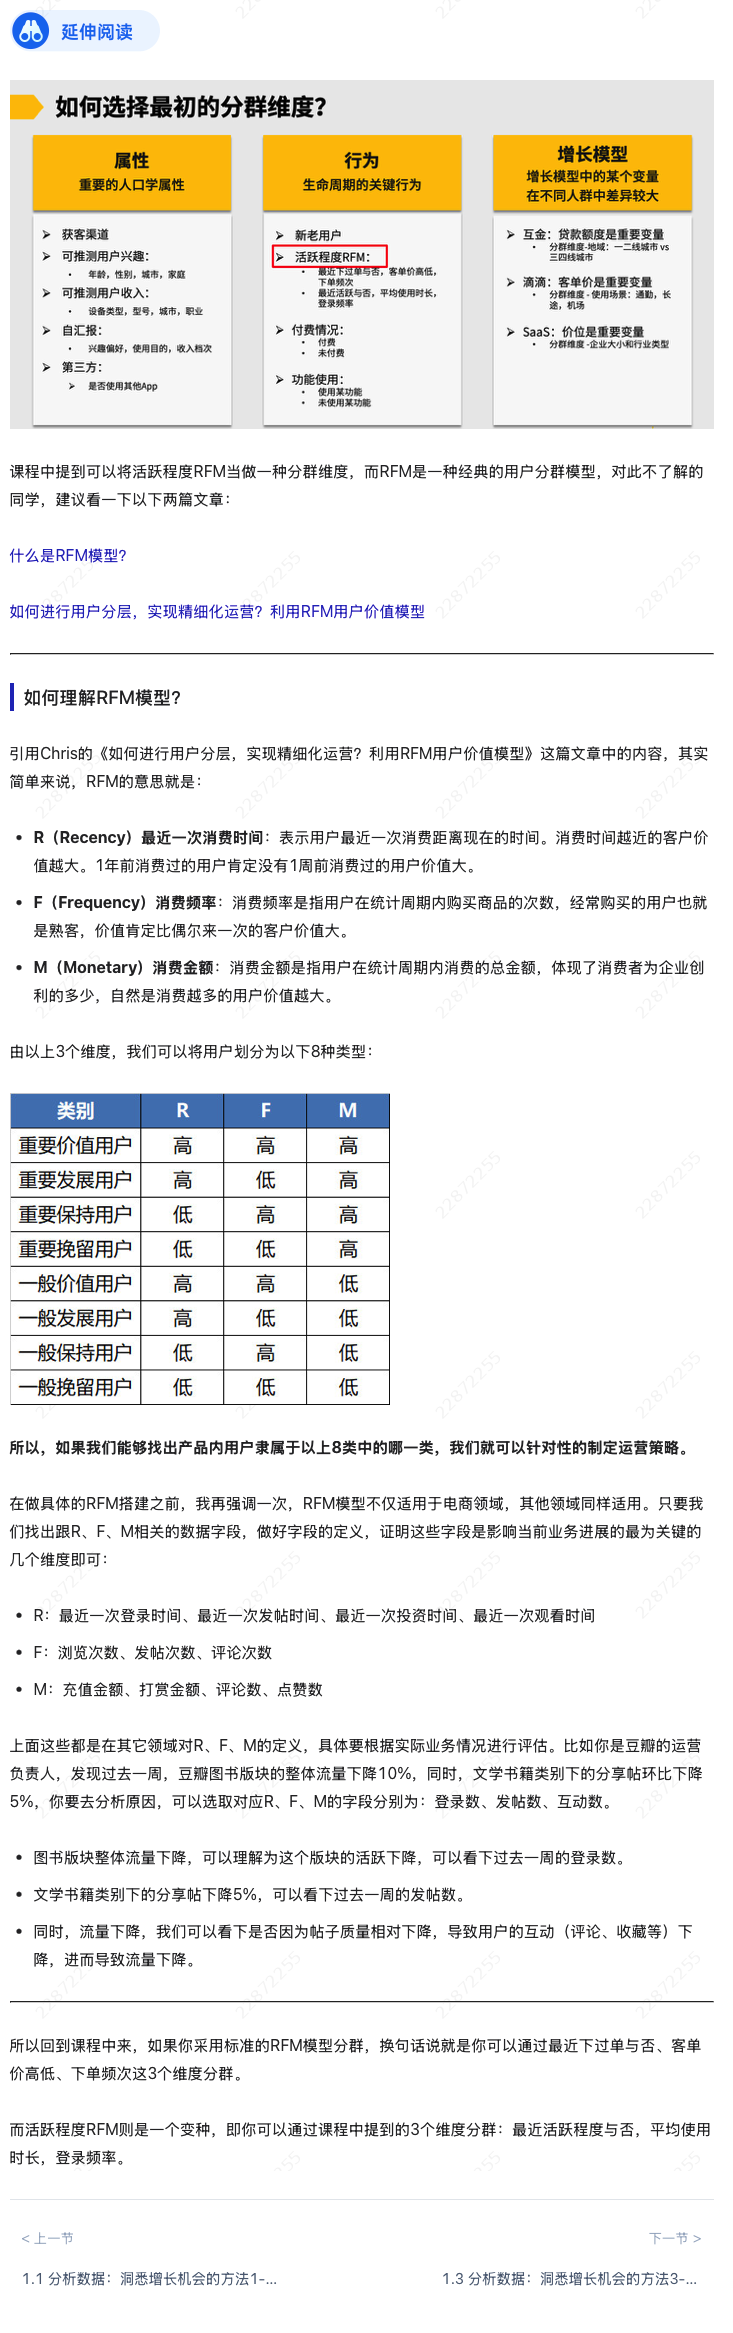 延伸阅读
如何选择最初的分群维度？
属性
重要的人口学属性
获客渠道
可推测用户兴趣：
年龄，性别，城市，家庭
可推测用户收入：
设备类型，型号，城市，职业
自汇报：
兴趣偏好，使用目的，收入档次
第三方：
是否使用其他App
行为
生命周期的关键行为
新老用户
活跃程度RFM：
最近下过单与否，客单价高低，
下单频次
最近活跃与否，平均使用时长，
登录频率
付费情况：
付费
未付费
功能使用：
使用某功能
未使用某功能
增长模型
增长模型中的某个变量
在不同人群中差异较大
互金：贷款额度是重要变量
分群维度-地域：一二线城市 vs
三四线城市
滴滴：客单价是重要变量
分群维度 - 使用场景：通勤，长
途，机场
SaaS：价位是重要变量
分群维度 -企业大小和行业类型
课程中提到可以将活跃程度RFM当做一种分群维度，而RFM是一种经典的用户分群模型，对此不了解的
同学，建议看一下以下两篇文章：
什么是RFM模型？
如何进行用户分层，实现精细化运营？利用RFM用户价值模型
如何理解RFM模型？
引用Chris的《如何进行用户分层，实现精细化运营？利用RFM用户价值模型》这篇文章中的内容，其实
简单来说，RFM的意思就是：
• R（Recency）最近一次消费时间：表示用户最近一次消费距离现在的时间。消费时间越近的客户价
值越大。1年前消费过的用户肯定没有1周前消费过的用户价值大。
• F（Frequency）消费频率：消费频率是指用户在统计周期内购买商品的次数，经常购买的用户也就
是熟客，价值肯定比偶尔来一次的客户价值大。
• M（Monetary）消费金额：消费金额是指用户在统计周期内消费的总金额，体现了消费者为企业创
利的多少，自然是消费越多的用户价值越大。
由以上3个维度，我们可以将用户划分为以下8种类型：
类别 R F M
重要价值用户 高 高 高
重要发展用户 高 低 高
重要保持用户 低 高 高
重要挽留用户 低 低 高
一般价值用户 高 高 低
一般发展用户 高 低 低
一般保持用户 低 高 低
一般挽留用户 低 低 低
所以，如果我们能够找出产品内用户隶属于以上8类中的哪一类，我们就可以针对性的制定运营策略。
在做具体的RFM搭建之前，我再强调一次，RFM模型不仅适用于电商领域，其他领域同样适用。只要我
们找出跟R、F、M相关的数据字段，做好字段的定义，证明这些字段是影响当前业务进展的最为关键的
几个维度即可：
• R：最近一次登录时间、最近一次发帖时间、最近一次投资时间、最近一次观看时间
• F：浏览次数、发帖次数、评论次数
• M：充值金额、打赏金额、评论数、点赞数
上面这些都是在其它领域对R、F、M的定义，具体要根据实际业务情况进行评估。比如你是豆瓣的运营
负责人，发现过去一周，豆瓣图书版块的整体流量下降10%，同时，文学书籍类别下的分享帖环比下降
5%，你要去分析原因，可以选取对应R、F、M的字段分别为：登录数、发帖数、互动数。
• 图书版块整体流量下降，可以理解为这个版块的活跃下降，可以看下过去一周的登录数。
• 文学书籍类别下的分享帖下降5%，可以看下过去一周的发帖数。
• 同时，流量下降，我们可以看下是否因为帖子质量相对下降，导致用户的互动（评论、收藏等）下
降，进而导致流量下降。
所以回到课程中来，如果你采用标准的RFM模型分群，换句话说就是你可以通过最近下过单与否、客单
价高低、下单频次这3个维度分群。
而活跃程度RFM则是一个变种，即你可以通过课程中提到的3个维度分群：最近活跃程度与否，平均使用
时长，登录频率。
< 上一节
下一节 >
1.1 分析数据：洞悉增长机会的方法1-...
1.3 分析数据：洞悉增长机会的方法3-...
22872255